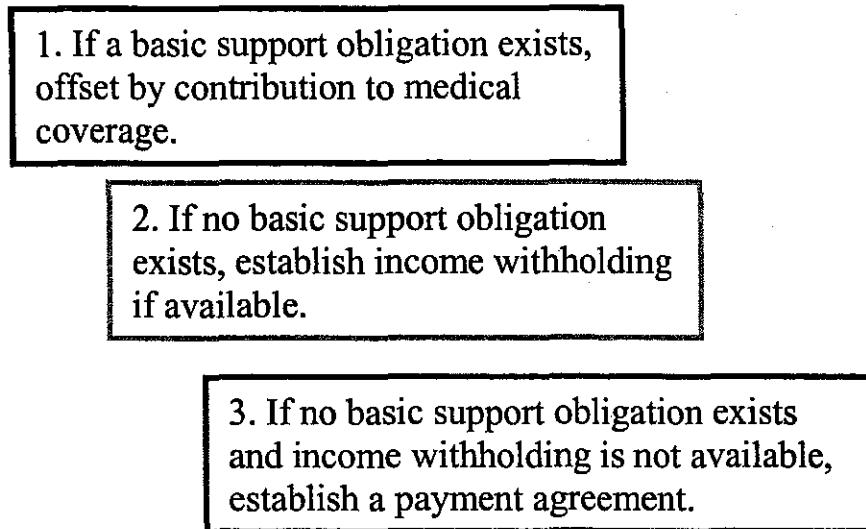 1. If a basic support obligation exists,
offset by contribution to medical
coverage.
2. If no basic support obligation
exists, establish income withholding
if available.
3. If no basic support obligation exists
and income withholding is not available,
establish a payment agreement.